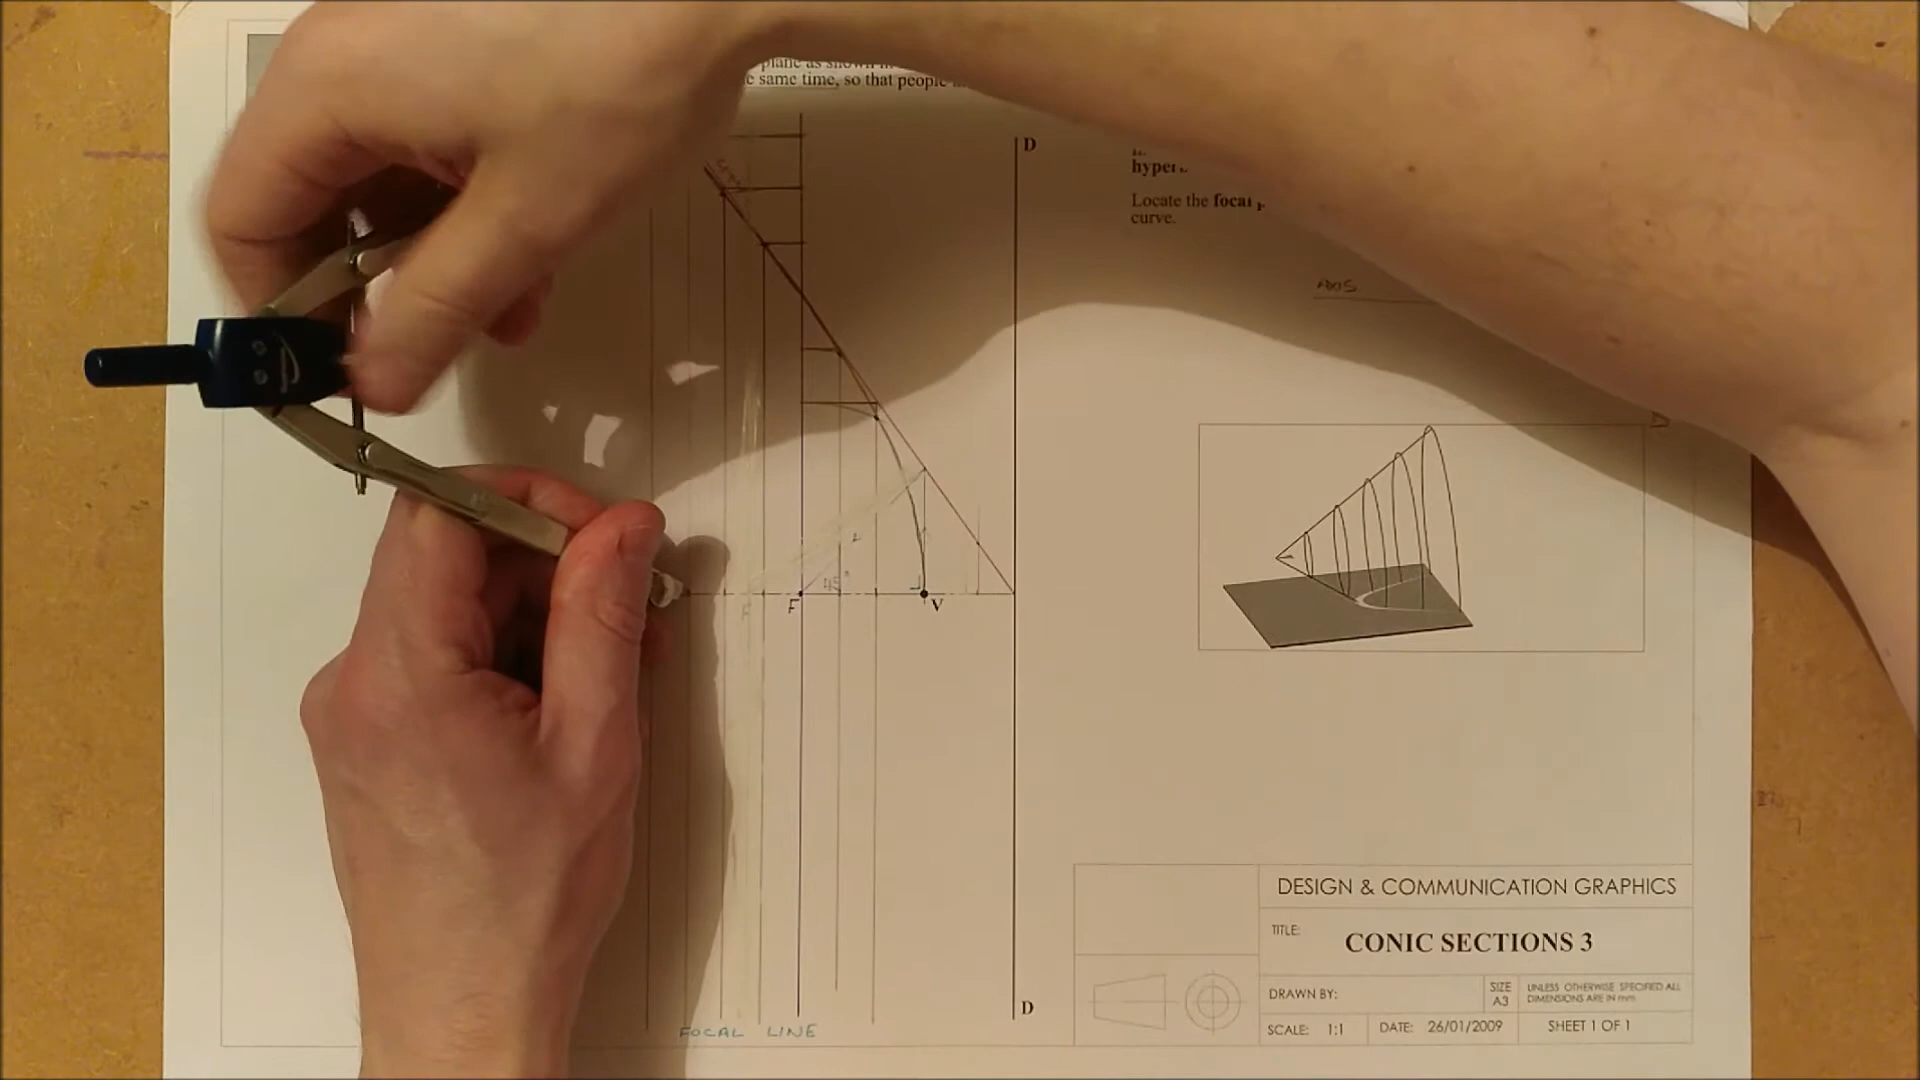 plane as shown in
same time, so that people
D
Locate the focal
curve.
AXIS
45°
F
V
D
FOCAL LINE
DESIGN & COMMUNICATION GRAPHICS
TITLE:
CONIC SECTIONS 3
DRAWN BY:
SIZE
A3
UNLESS OTHERWISE SPECIFIED ALL
DIMENSIONS ARE IN mm
SCALE: 1:1
DATE: 26/01/2009
SHEET 1 OF 1